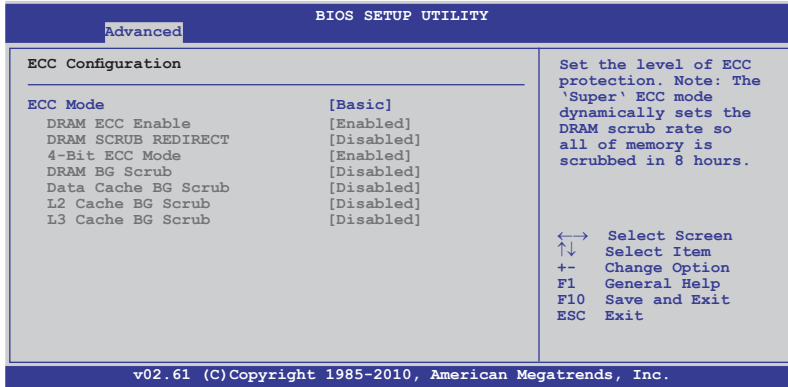 BIOS SETUP UTILITY
Advanced
ECC Configuration
ECC Mode [Basic]
DRAM ECC Enable [Enabled]
DRAM SCRUB REDIRECT [Disabled]
4-Bit ECC Mode [Enabled]
DRAM BG Scrub [Disabled]
Data Cache BG Scrub [Disabled]
L2 Cache BG Scrub [Disabled]
L3 Cache BG Scrub [Disabled]
Set the level of ECC
protection. Note: The
‘Super‘ ECC mode
dynamically sets the
DRAM scrub rate so
all of memory is
scrubbed in 8 hours.
←→ Select Screen
↑↓ Select Item
+- Change Option
F1 General Help
F10 Save and Exit
ESC Exit
v02.61 (C)Copyright 1985-2010, American Megatrends, Inc.